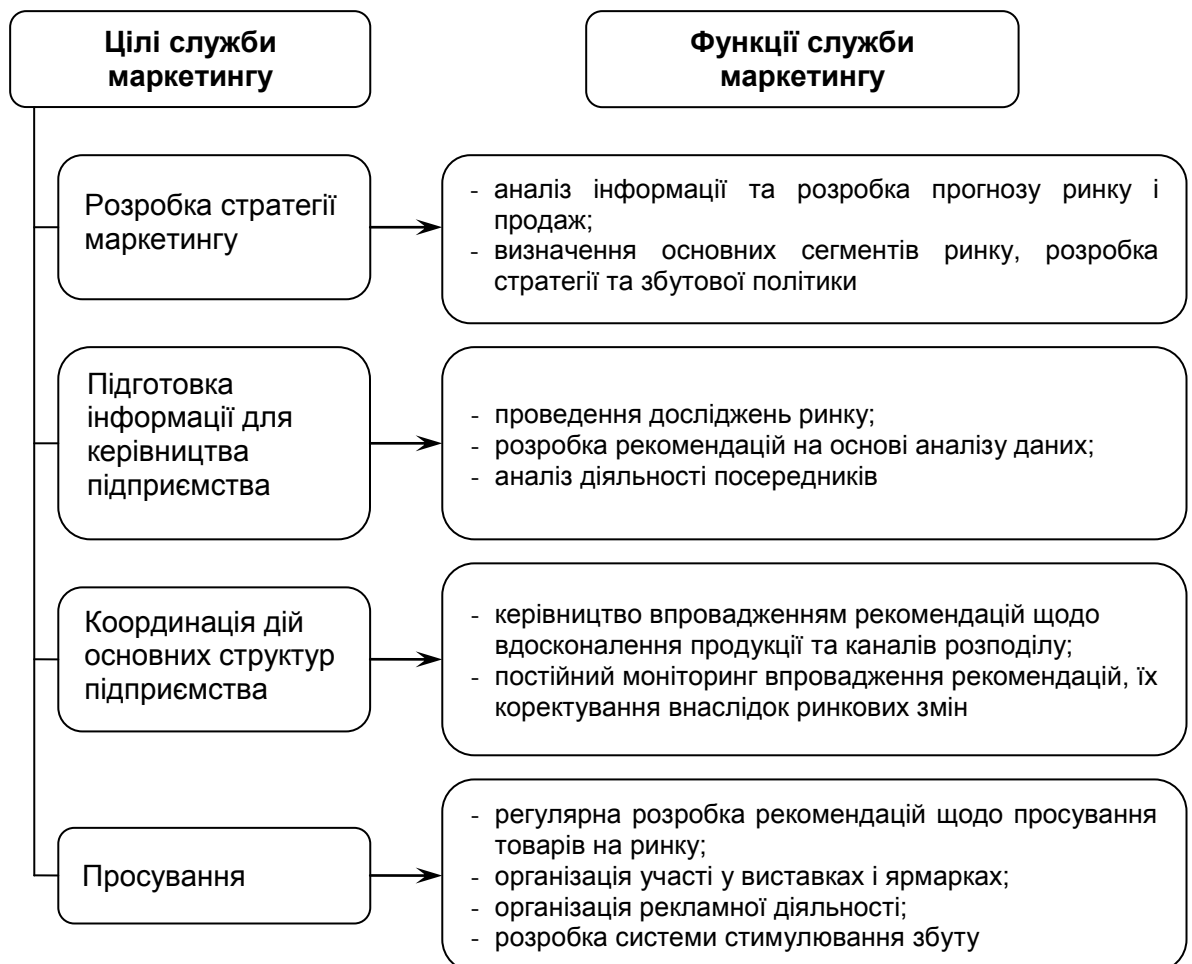 Цілі служби
маркетингу
Функції служби
маркетингу
Розробка стратегії
маркетингу
- аналіз інформації та розробка прогнозу ринку і
продаж;
- визначення основних сегментів ринку, розробка
стратегії та збутової політики
Підготовка
інформації для
керівництва
підприємства
- проведення досліджень ринку;
- розробка рекомендацій на основі аналізу даних;
- аналіз діяльності посередників
Координація дій
основних структур
підприємства
- керівництво впровадженням рекомендацій щодо
вдосконалення продукції та каналів розподілу;
- постійний моніторинг впровадження рекомендацій, їх
коректування внаслідок ринкових змін
Просування
- регулярна розробка рекомендацій щодо просування
товарів на ринку;
- організація участі у виставках і ярмарках;
- організація рекламної діяльності;
- розробка системи стимулювання збуту